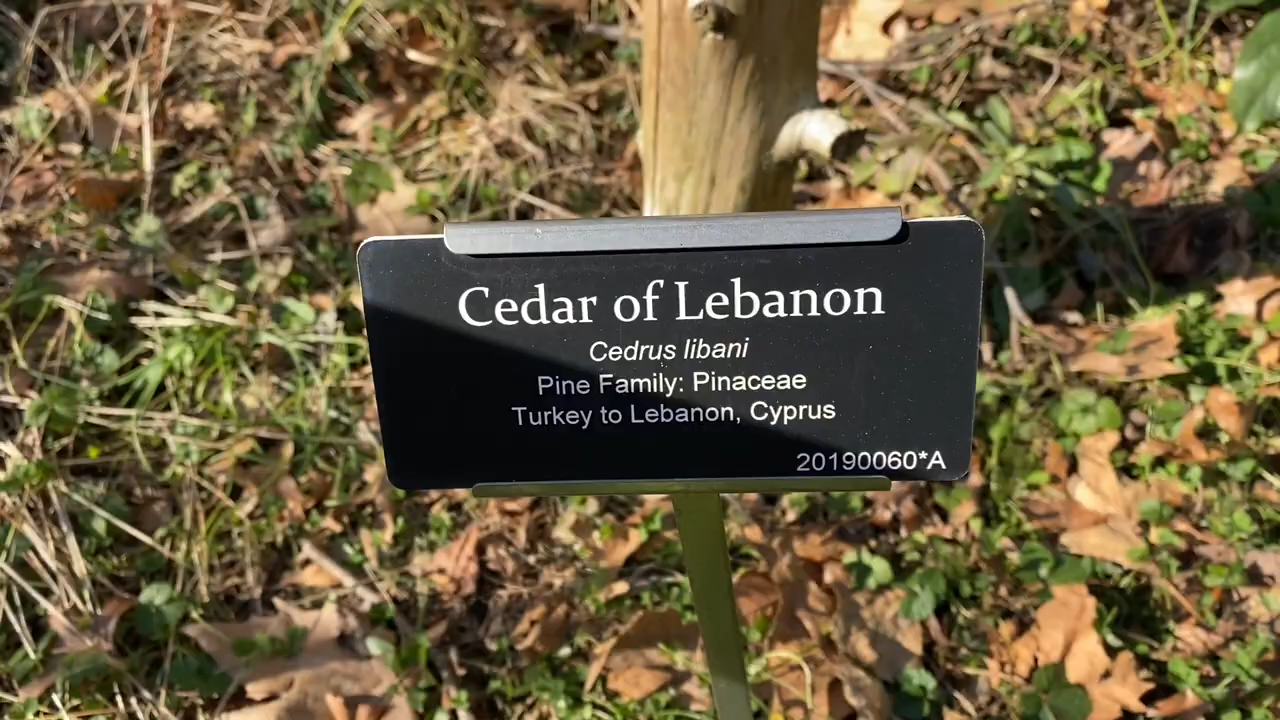 Cedar of Lebanon
Cedrus libani
Pine Family: Pinaceae
Turkey to Lebanon, Cyprus
20190060*A